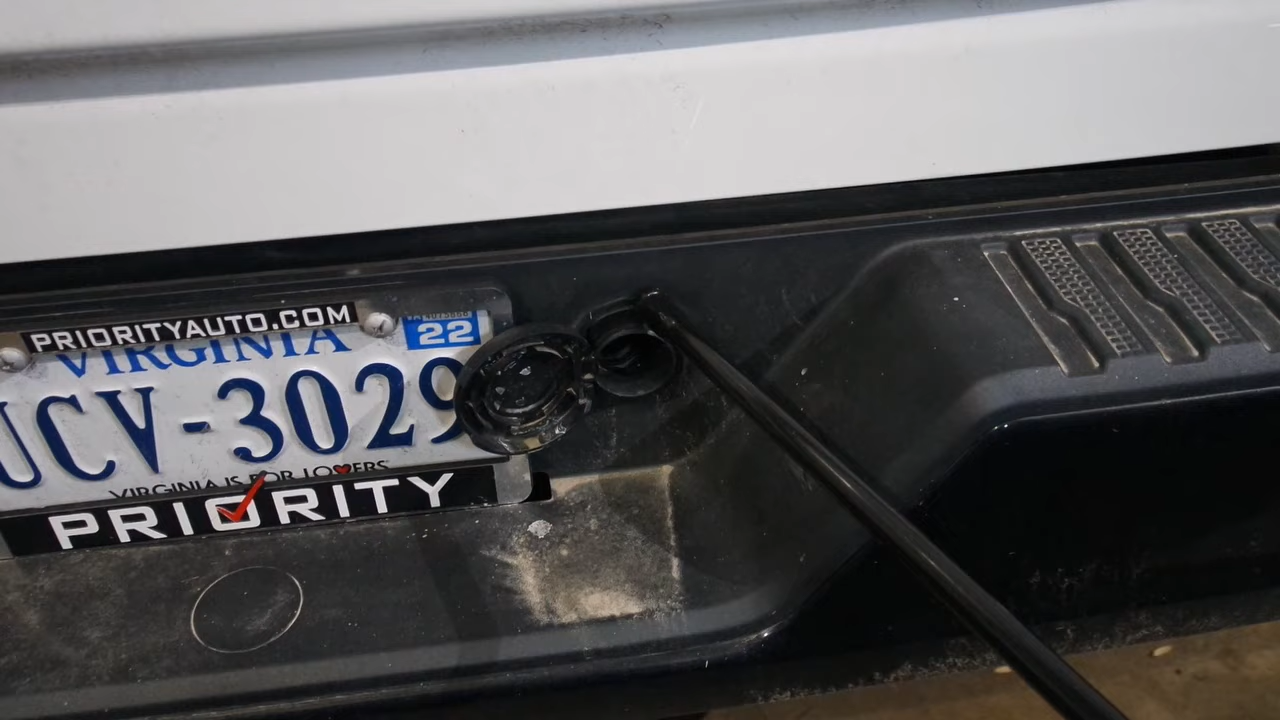 PRIORITYAUTO.COM
VIRGINIA
22
UCV-3029
VIRGINIA IS FOR LOVERS
PRIORITY